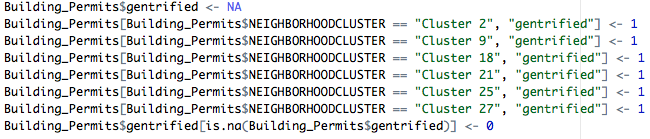 Building_Permits$gentrified <- NA
Building_Permits[Building_Permits$NEIGHBORHOODCLUSTER == "Cluster 2", "gentrified"] <- 1
Building_Permits[Building_Permits$NEIGHBORHOODCLUSTER == "Cluster 9", "gentrified"] <- 1
Building_Permits[Building_Permits$NEIGHBORHOODCLUSTER == "Cluster 18", "gentrified"] <- 1
Building_Permits[Building_Permits$NEIGHBORHOODCLUSTER == "Cluster 21", "gentrified"] <- 1
Building_Permits[Building_Permits$NEIGHBORHOODCLUSTER == "Cluster 25", "gentrified"] <- 1
Building_Permits[Building_Permits$NEIGHBORHOODCLUSTER == "Cluster 27", "gentrified"] <- 1
Building_Permits$gentrified[is.na(Building_Permits$gentrified)] <- 0